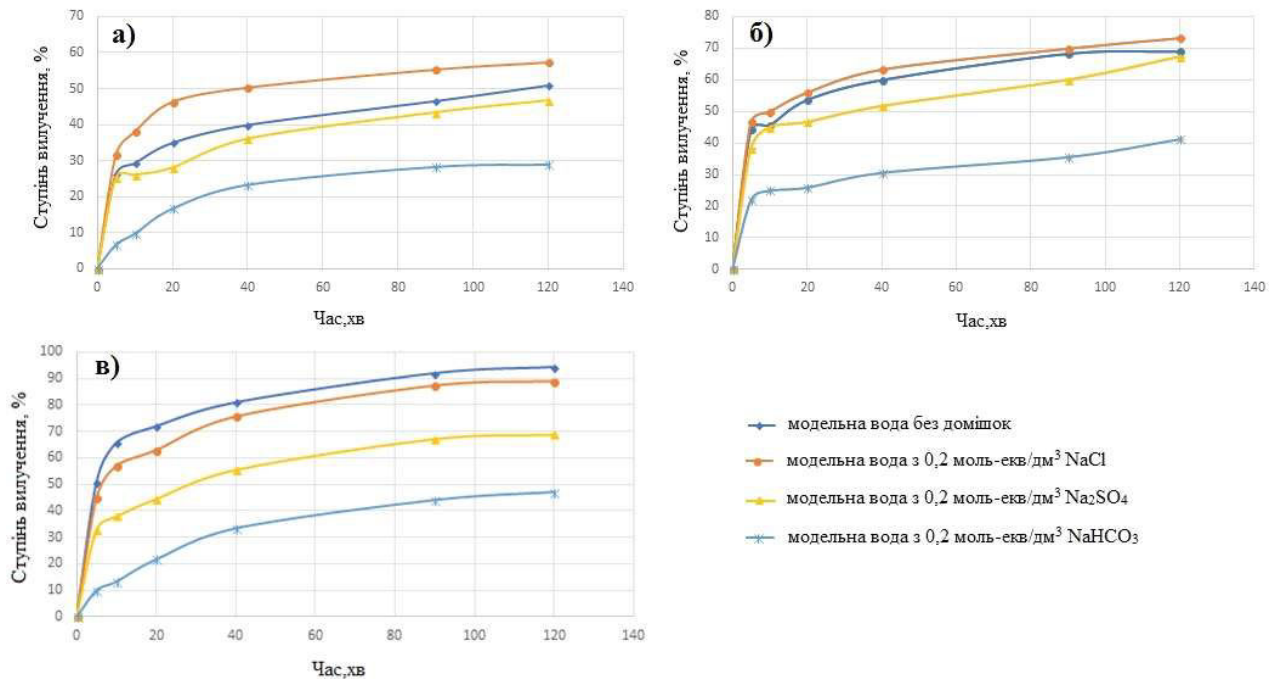 а)
Ступінь вилучення, %
70
60
50
40
30
20
10
0
0 20 40 60 80 100 120 140
Час,хв
б)
Ступінь вилучення, %
80
70
60
50
40
30
20
10
0
0 20 40 60 80 100 120 140
Час,хв
в)
Ступінь вилучення, %
100
90
80
70
60
50
40
30
20
10
0
0 20 40 60 80 100 120 140
Час,хв
модельна вода без домішок
модельна вода з 0,2 моль-екв/дм³ NaCl
модельна вода з 0,2 моль-екв/дм³ Na₂SO₄
модельна вода з 0,2 моль-екв/дм³ NaHCO₃